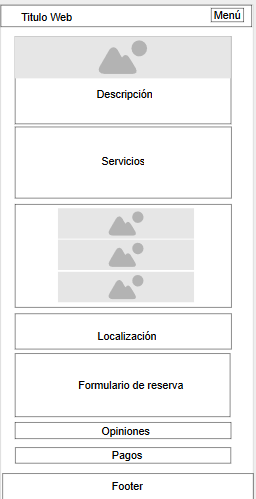 Titulo Web
Menú
Descripción
Servicios
Localización
Formulario de reserva
Opiniones
Pagos
Footer